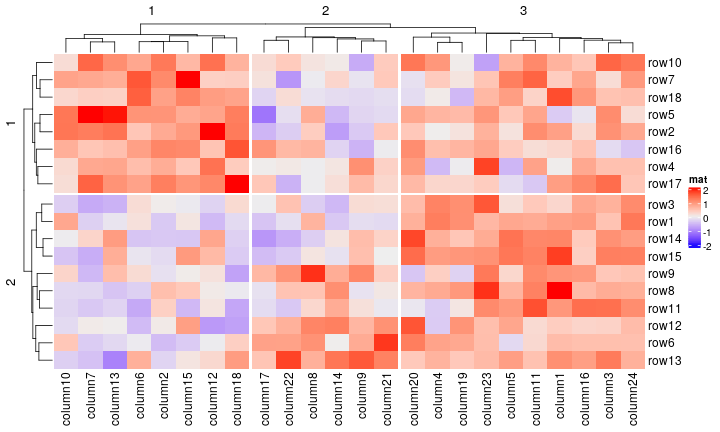 1 2 3
1
2
row10
row7
row18
row5
row2
row16
row4
row17
row3
row1
row14
row15
row9
row8
row11
row12
row6
row13
mat
2
1
0
-1
-2
column10 column7 column13 column6 column2 column15 column12 column18 column17 column22 column8 column14 column9 column21 column20 column4 column19 column23 column5 column11 column1 column16 column3 column24